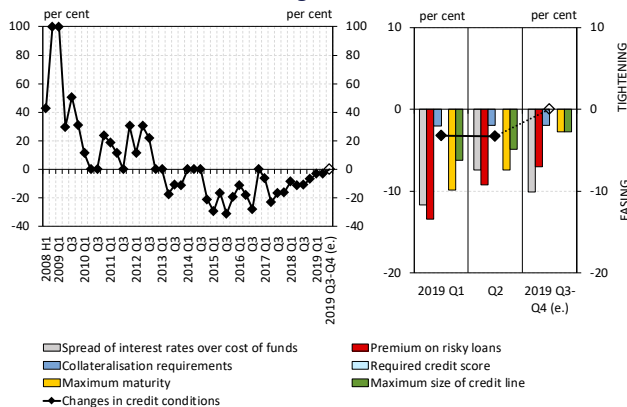 per cent
per cent
100
80
60
40
20
0
-20
-40
100
80
60
40
20
0
-20
-40
2008 H1
2009 Q1
Q3
2010 Q1
Q3
2011 Q1
Q3
2012 Q1
Q3
2013 Q1
Q3
2014 Q1
Q3
2015 Q1
Q3
2016 Q1
Q3
2017 Q1
Q3
2018 Q1
Q3
2019 Q1
2019 Q3-Q4 (e.)
per cent
per cent
10
0
-10
-20
10
0
-10
-20
TIGHTENING
EASING
2019 Q1
Q2
2019 Q3-
Q4 (e.)
Spread of interest rates over cost of funds
Premium on risky loans
Collateralisation requirements
Required credit score
Maximum maturity
Maximum size of credit line
Changes in credit conditions